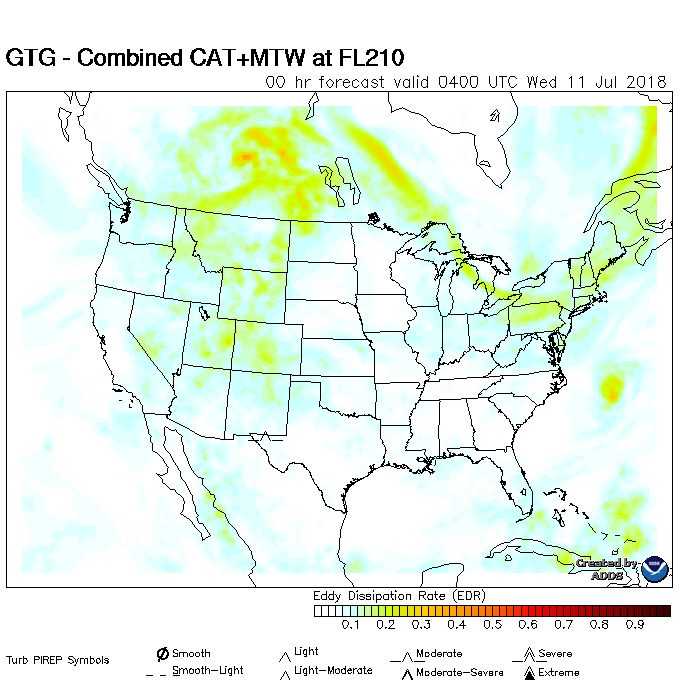 GTG - Combined CAT+MTW at FL210
00 hr forecast valid 0400 UTC Wed 11 Jul 2018
Created by
ADDS
Eddy Dissipation Rate (EDR)
0.1 0.2 0.3 0.4 0.5 0.6 0.7 0.8 0.9
Turb PIREP Symbols
Smooth Light Moderate Severe
Smooth-Light Light-Moderate Moderate-Severe Extreme